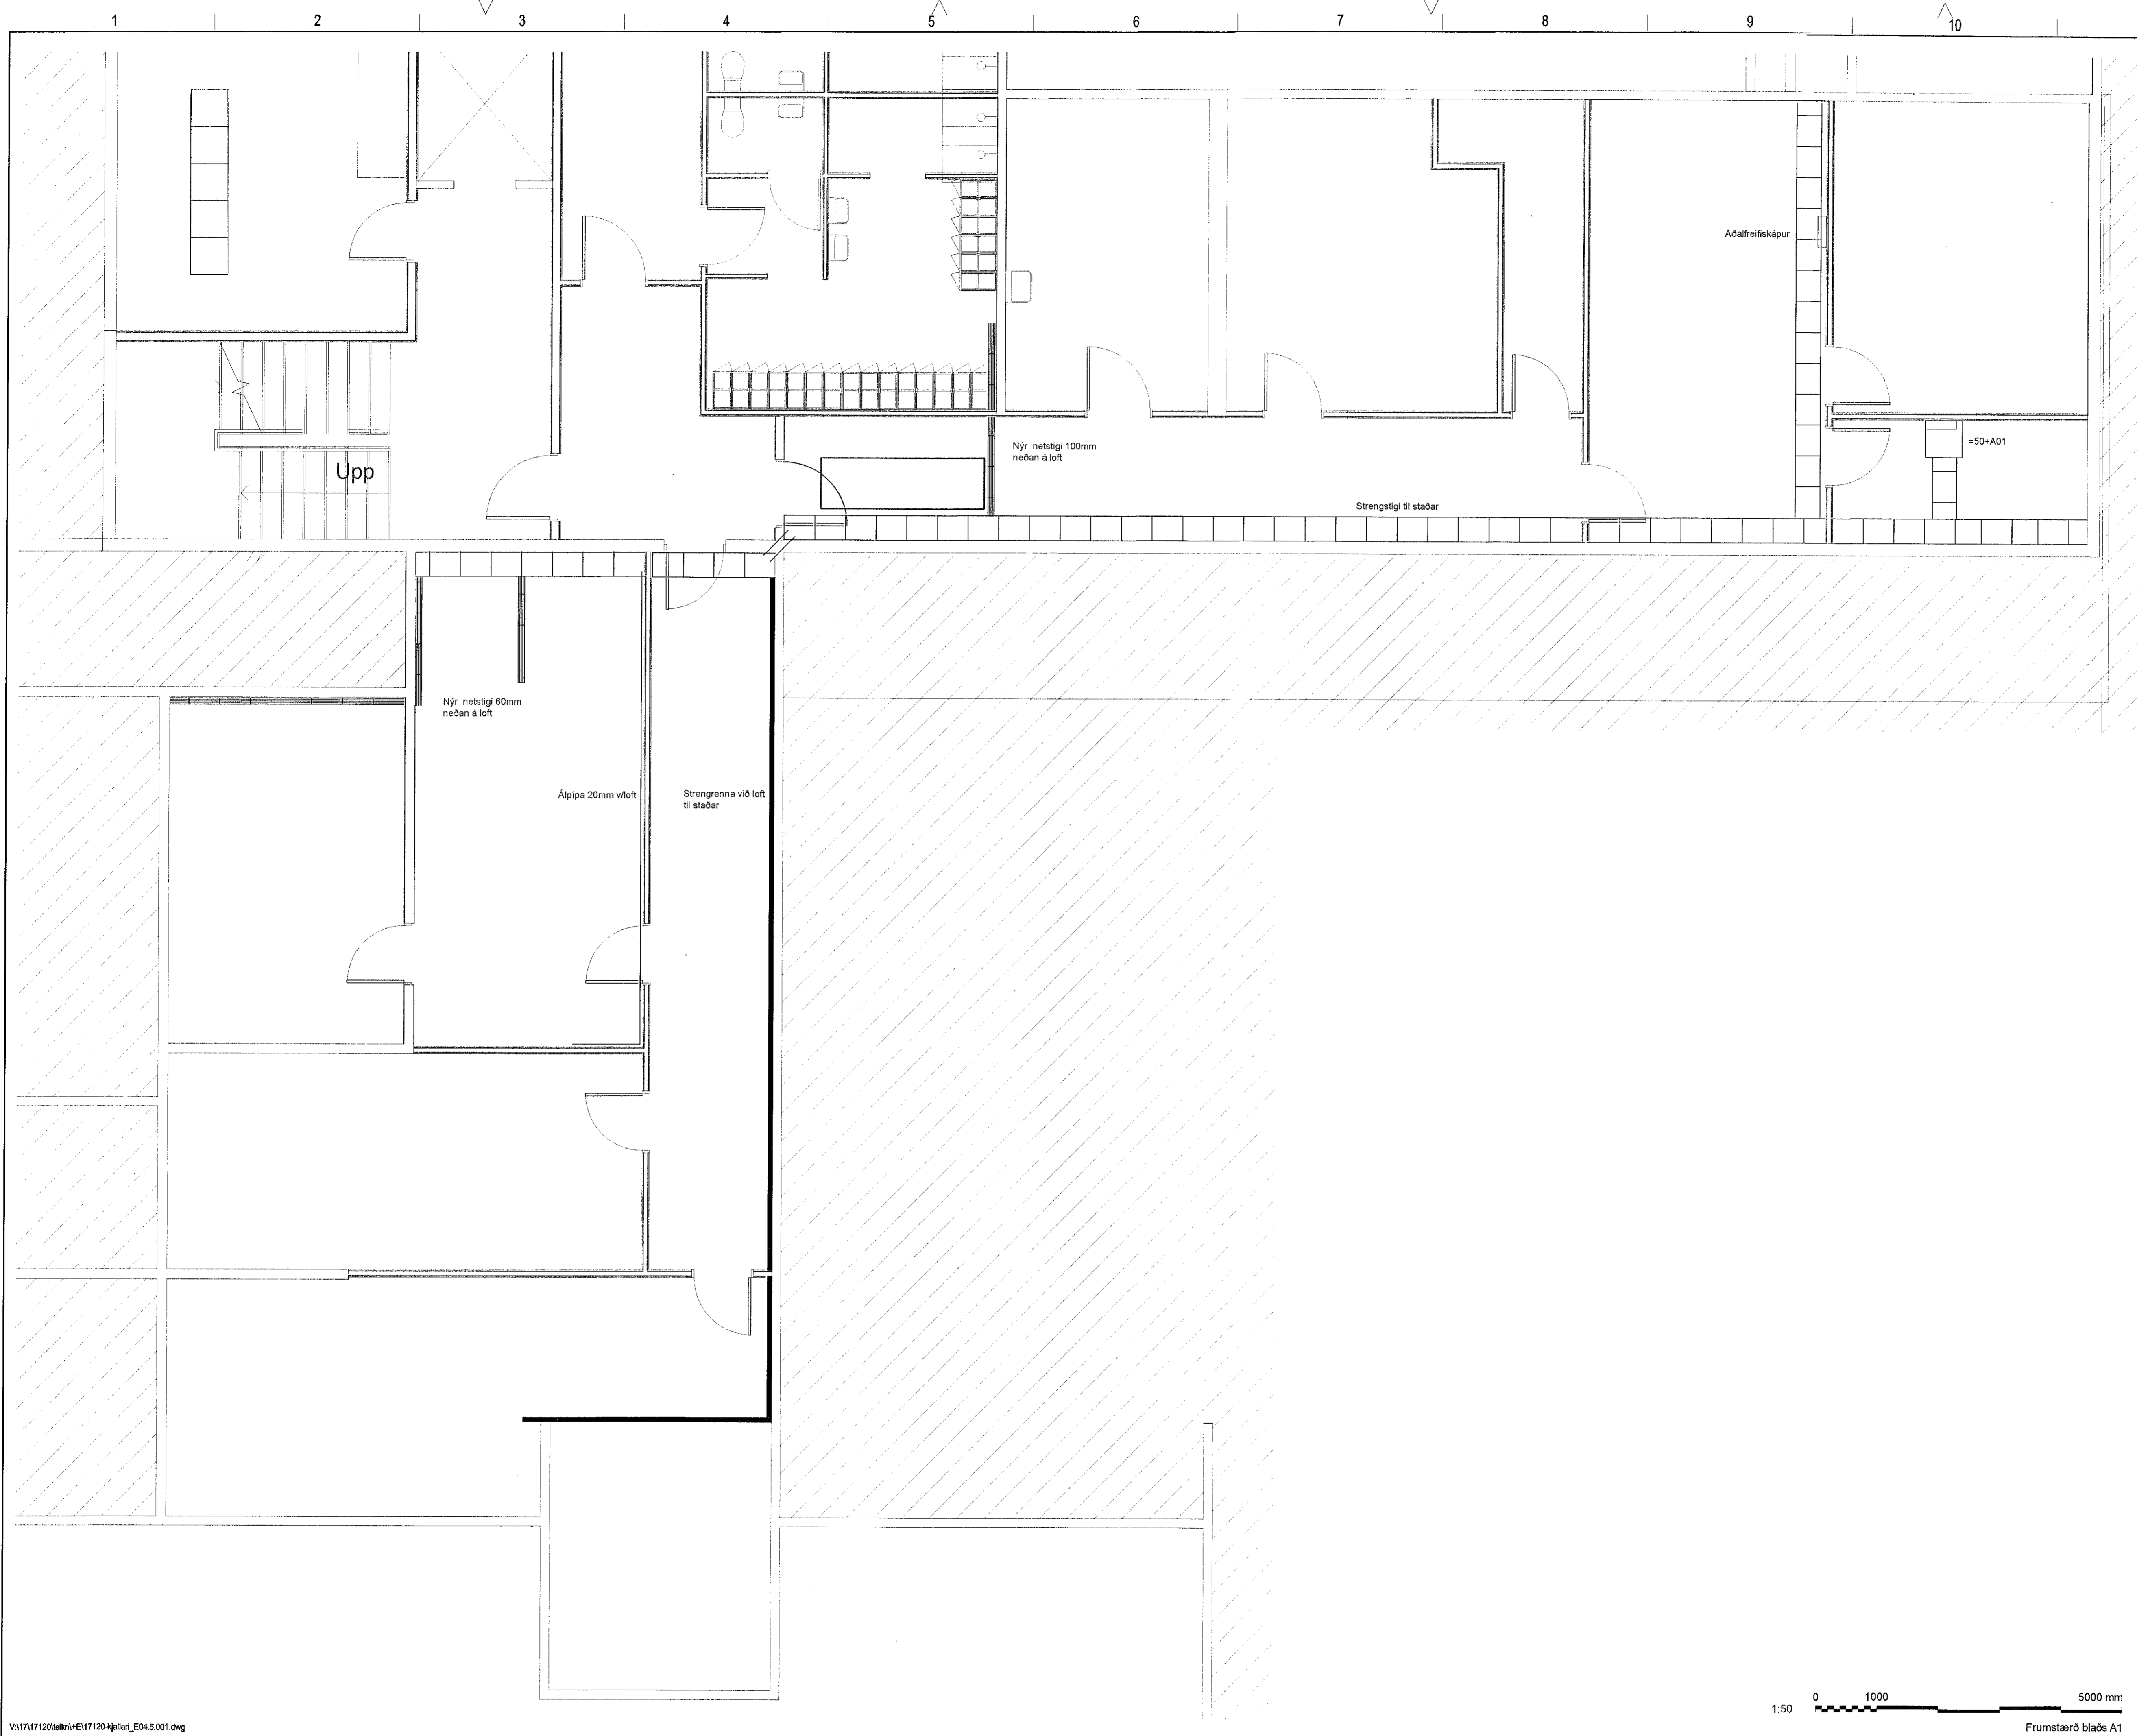 1 2 3 4 5 6 7 8 9 10
Aðalfreifiskápur
Nýr netstigi 100mm
neðan á loft
=50+A01
Upp
Strengstigi til staðar
Nýr netstigi 60mm
neðan á loft
Álpípa 20mm v/loft
Strengrenna við loft
til staðar
1:50
0 1000 5000 mm
Frumstærð blaðs A1
V:\17\17120\teikn\+E\17120-kjallari_E04.5.001.dwg